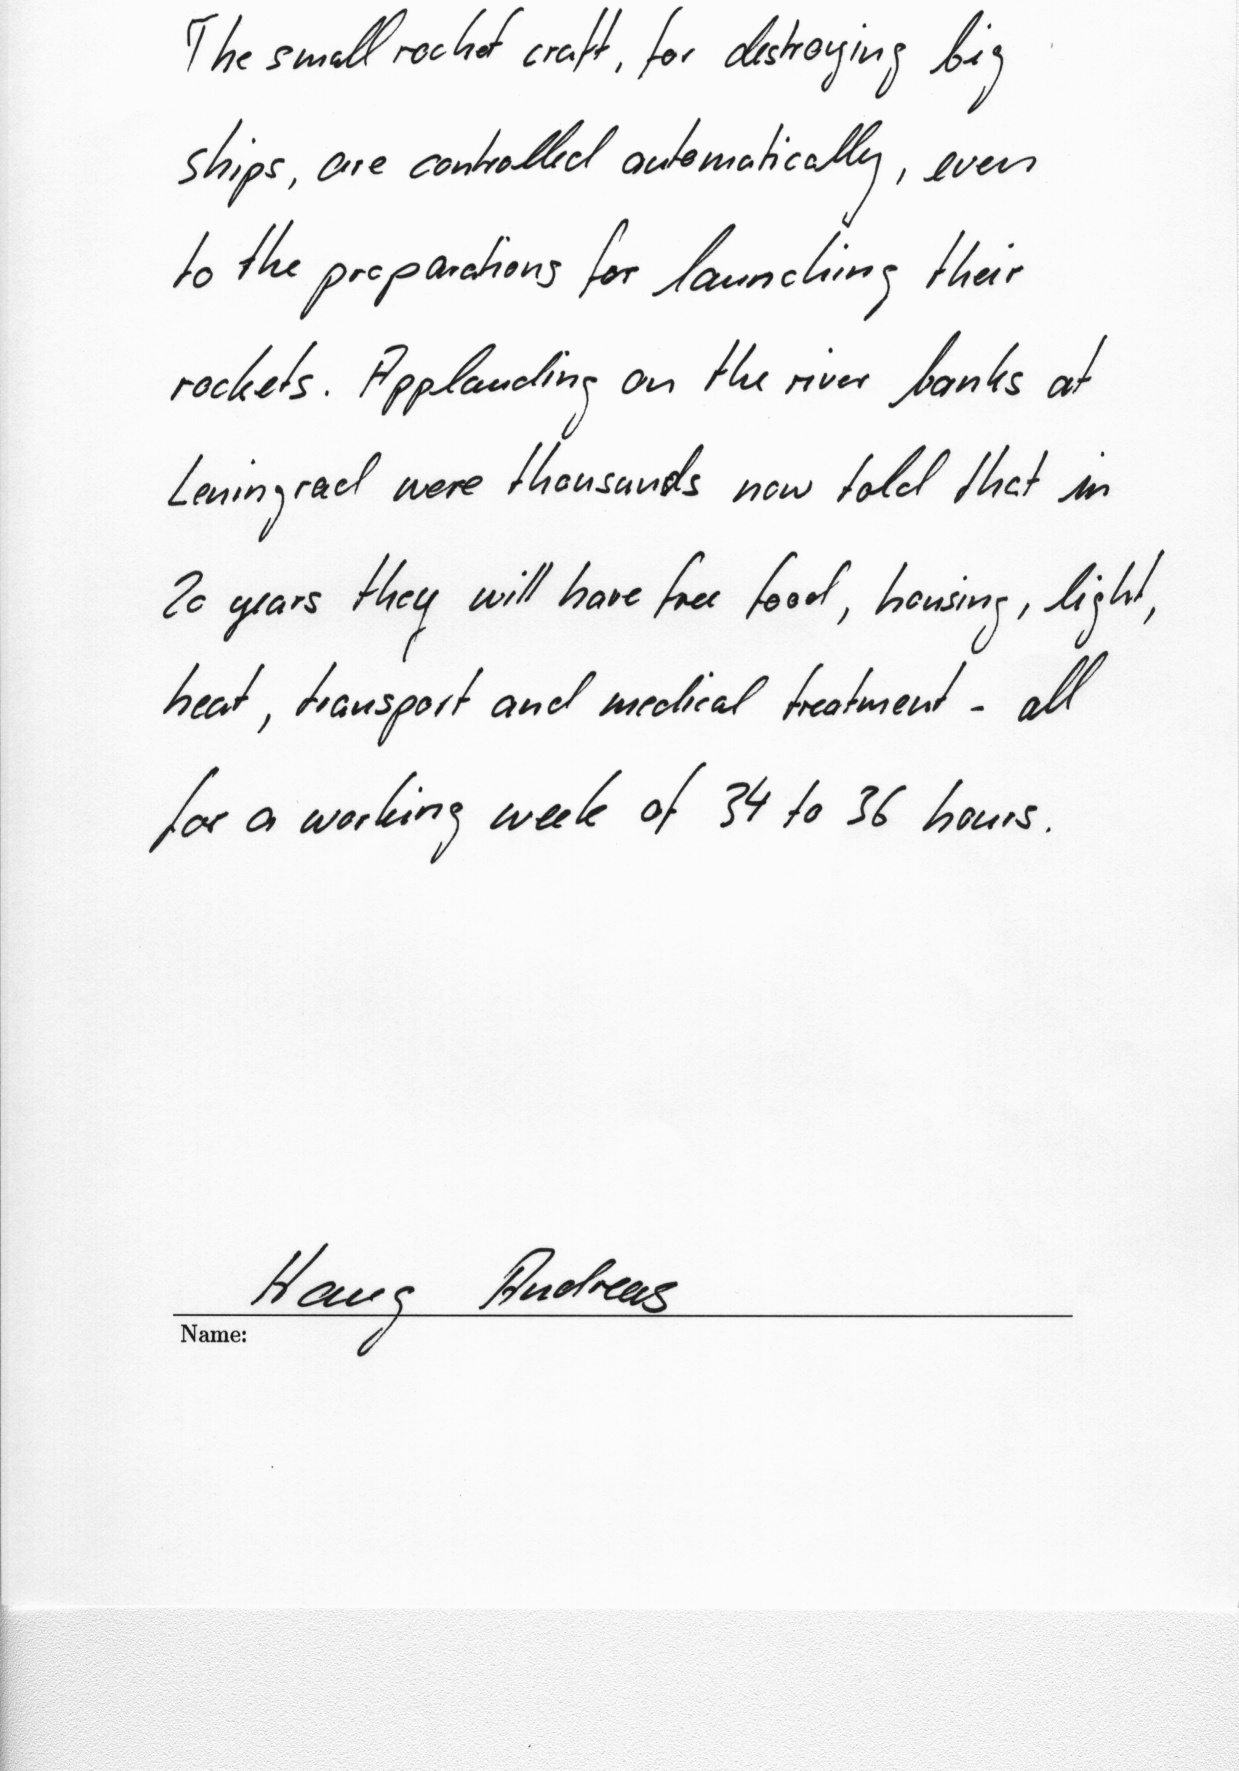 The small rocket craft, for destroying big
ships, are controlled automatically, even
to the preparations for launching their
rockets. Applauding on the river banks at
Leningrad were thousands now told that in
20 years they will have free food, housing, light,
heat, transport and medical treatment - all
for a working week of 34 to 36 hours.
Haug Andreas
Name: